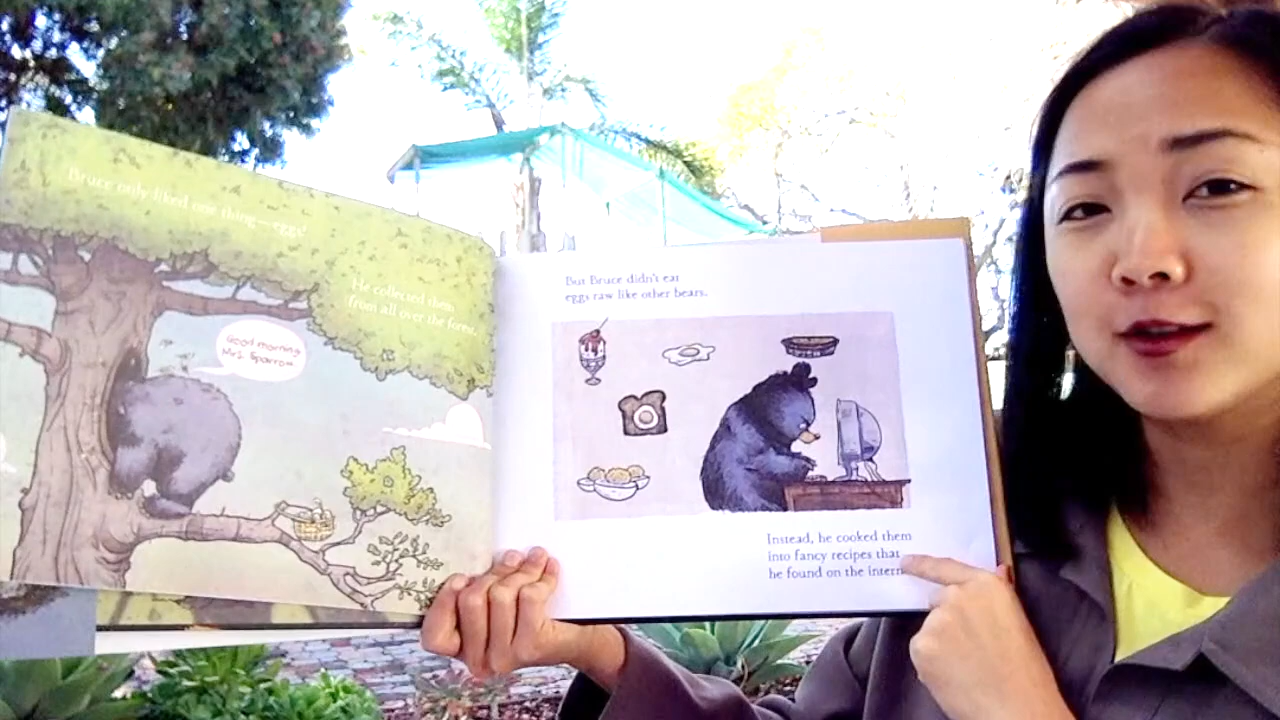 Bruce only liked one thing—eggs!
He collected them
from all over the forest.
Good morning
Mrs. Sparrow
But Bruce didn't eat
eggs raw like other bears.
Instead, he cooked them
into fancy recipes that
he found on the intern